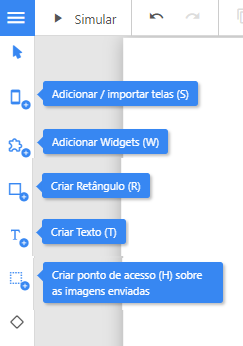 Simular
Adicionar / importar telas (S)
Adicionar Widgets (W)
Criar Retângulo (R)
T
Criar Texto (T)
Criar ponto de acesso (H) sobre
as imagens enviadas